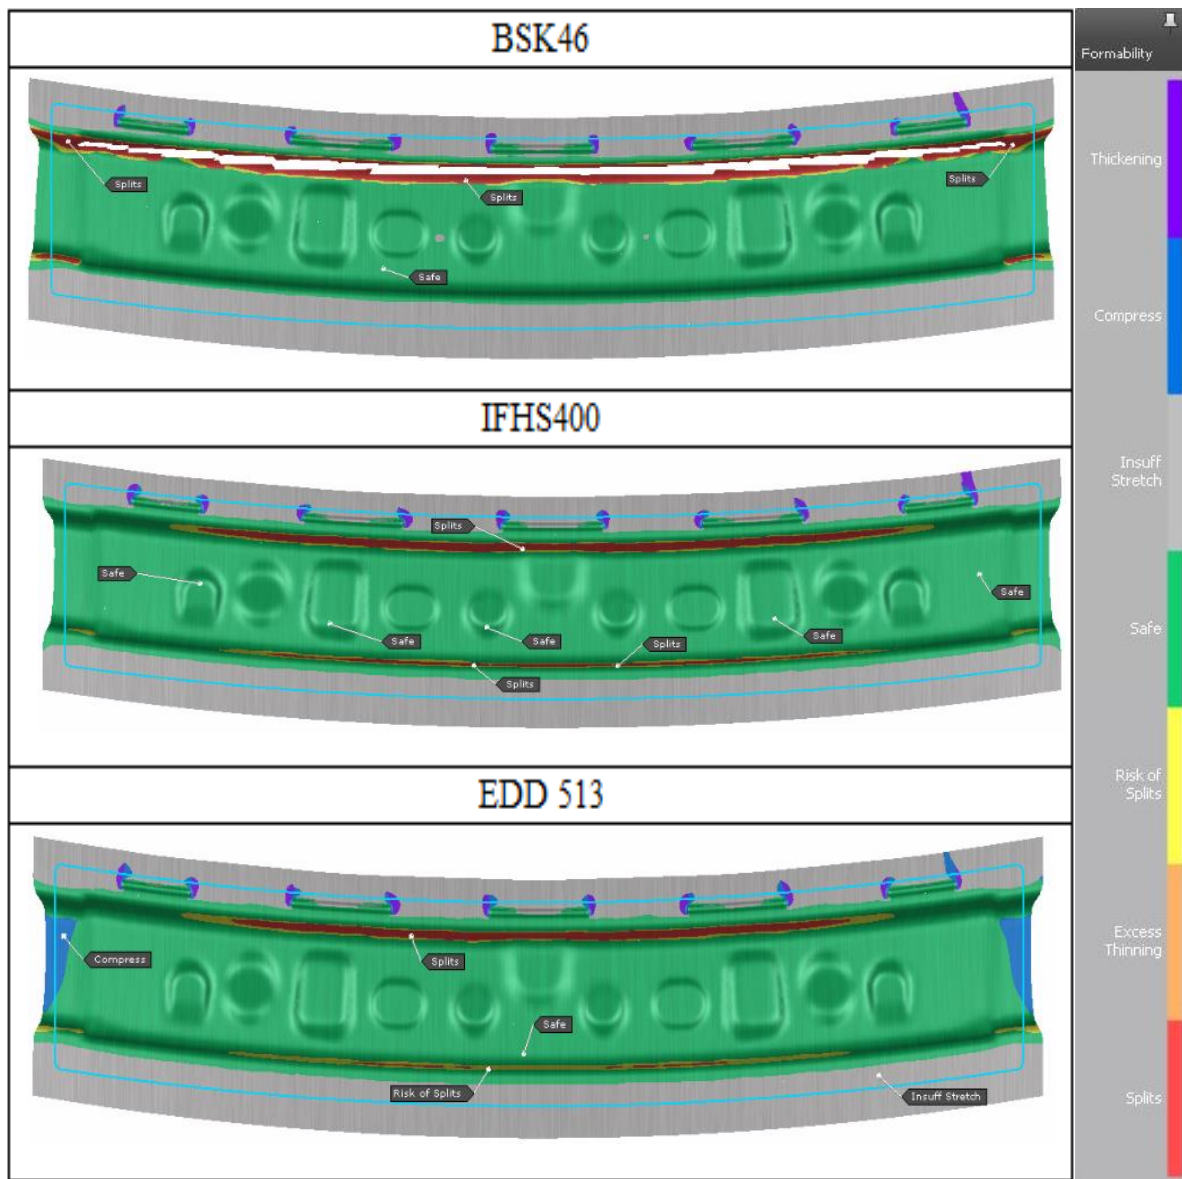 BSK46
Splits
Splits
Splits
Safe
IFHS400
Splits
Safe
Safe
Safe
Safe
Splits
Safe
Splits
EDD 513
Compress
Splits
Safe
Risk of Splits
Insuff Stretch
Formability
Thickening
Compress
Insuff
Stretch
Safe
Risk of
Splits
Excess
Thinning
Splits